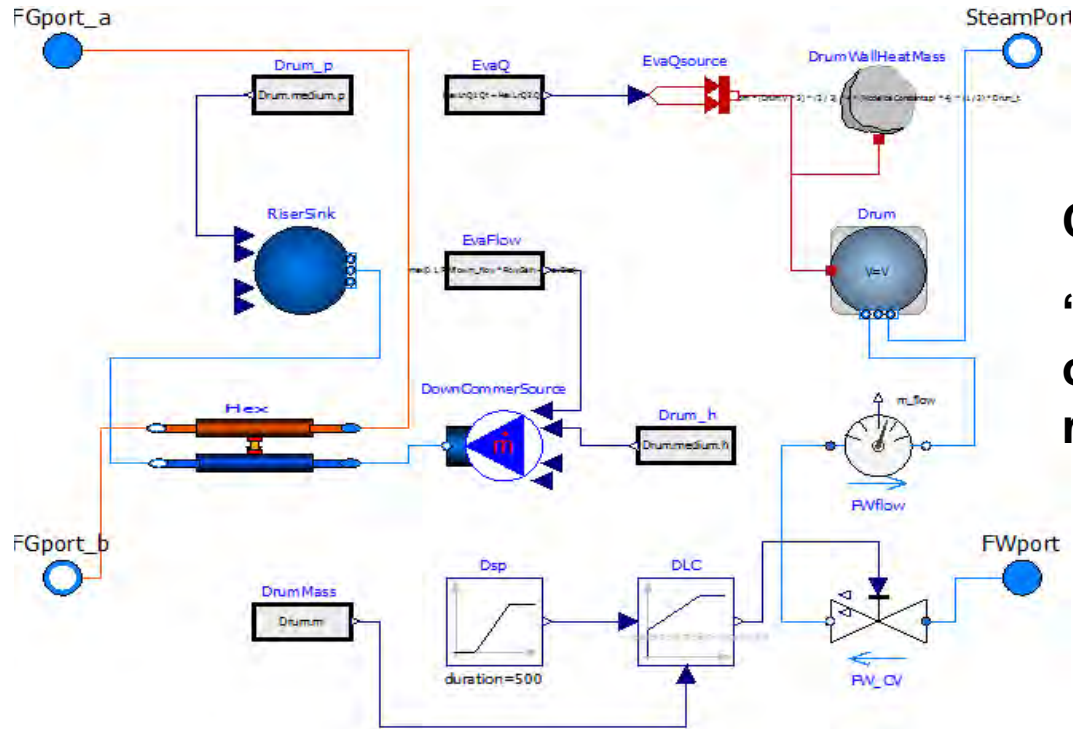 FGport_a
SteamPort
Drum_p
EvaQ
EvaQsource
DrumWallHeatMass
Drum.medium.p
RiserSink
EvaFlow
Drum
V=V
DownCommerSource
Hex
Drum_h
m_flow
ṁ
Drum.medium.h
FWflow
FGport_b
FWport
Dsp
DLC
DrumMass
Drum.m
duration=500
FW_CV